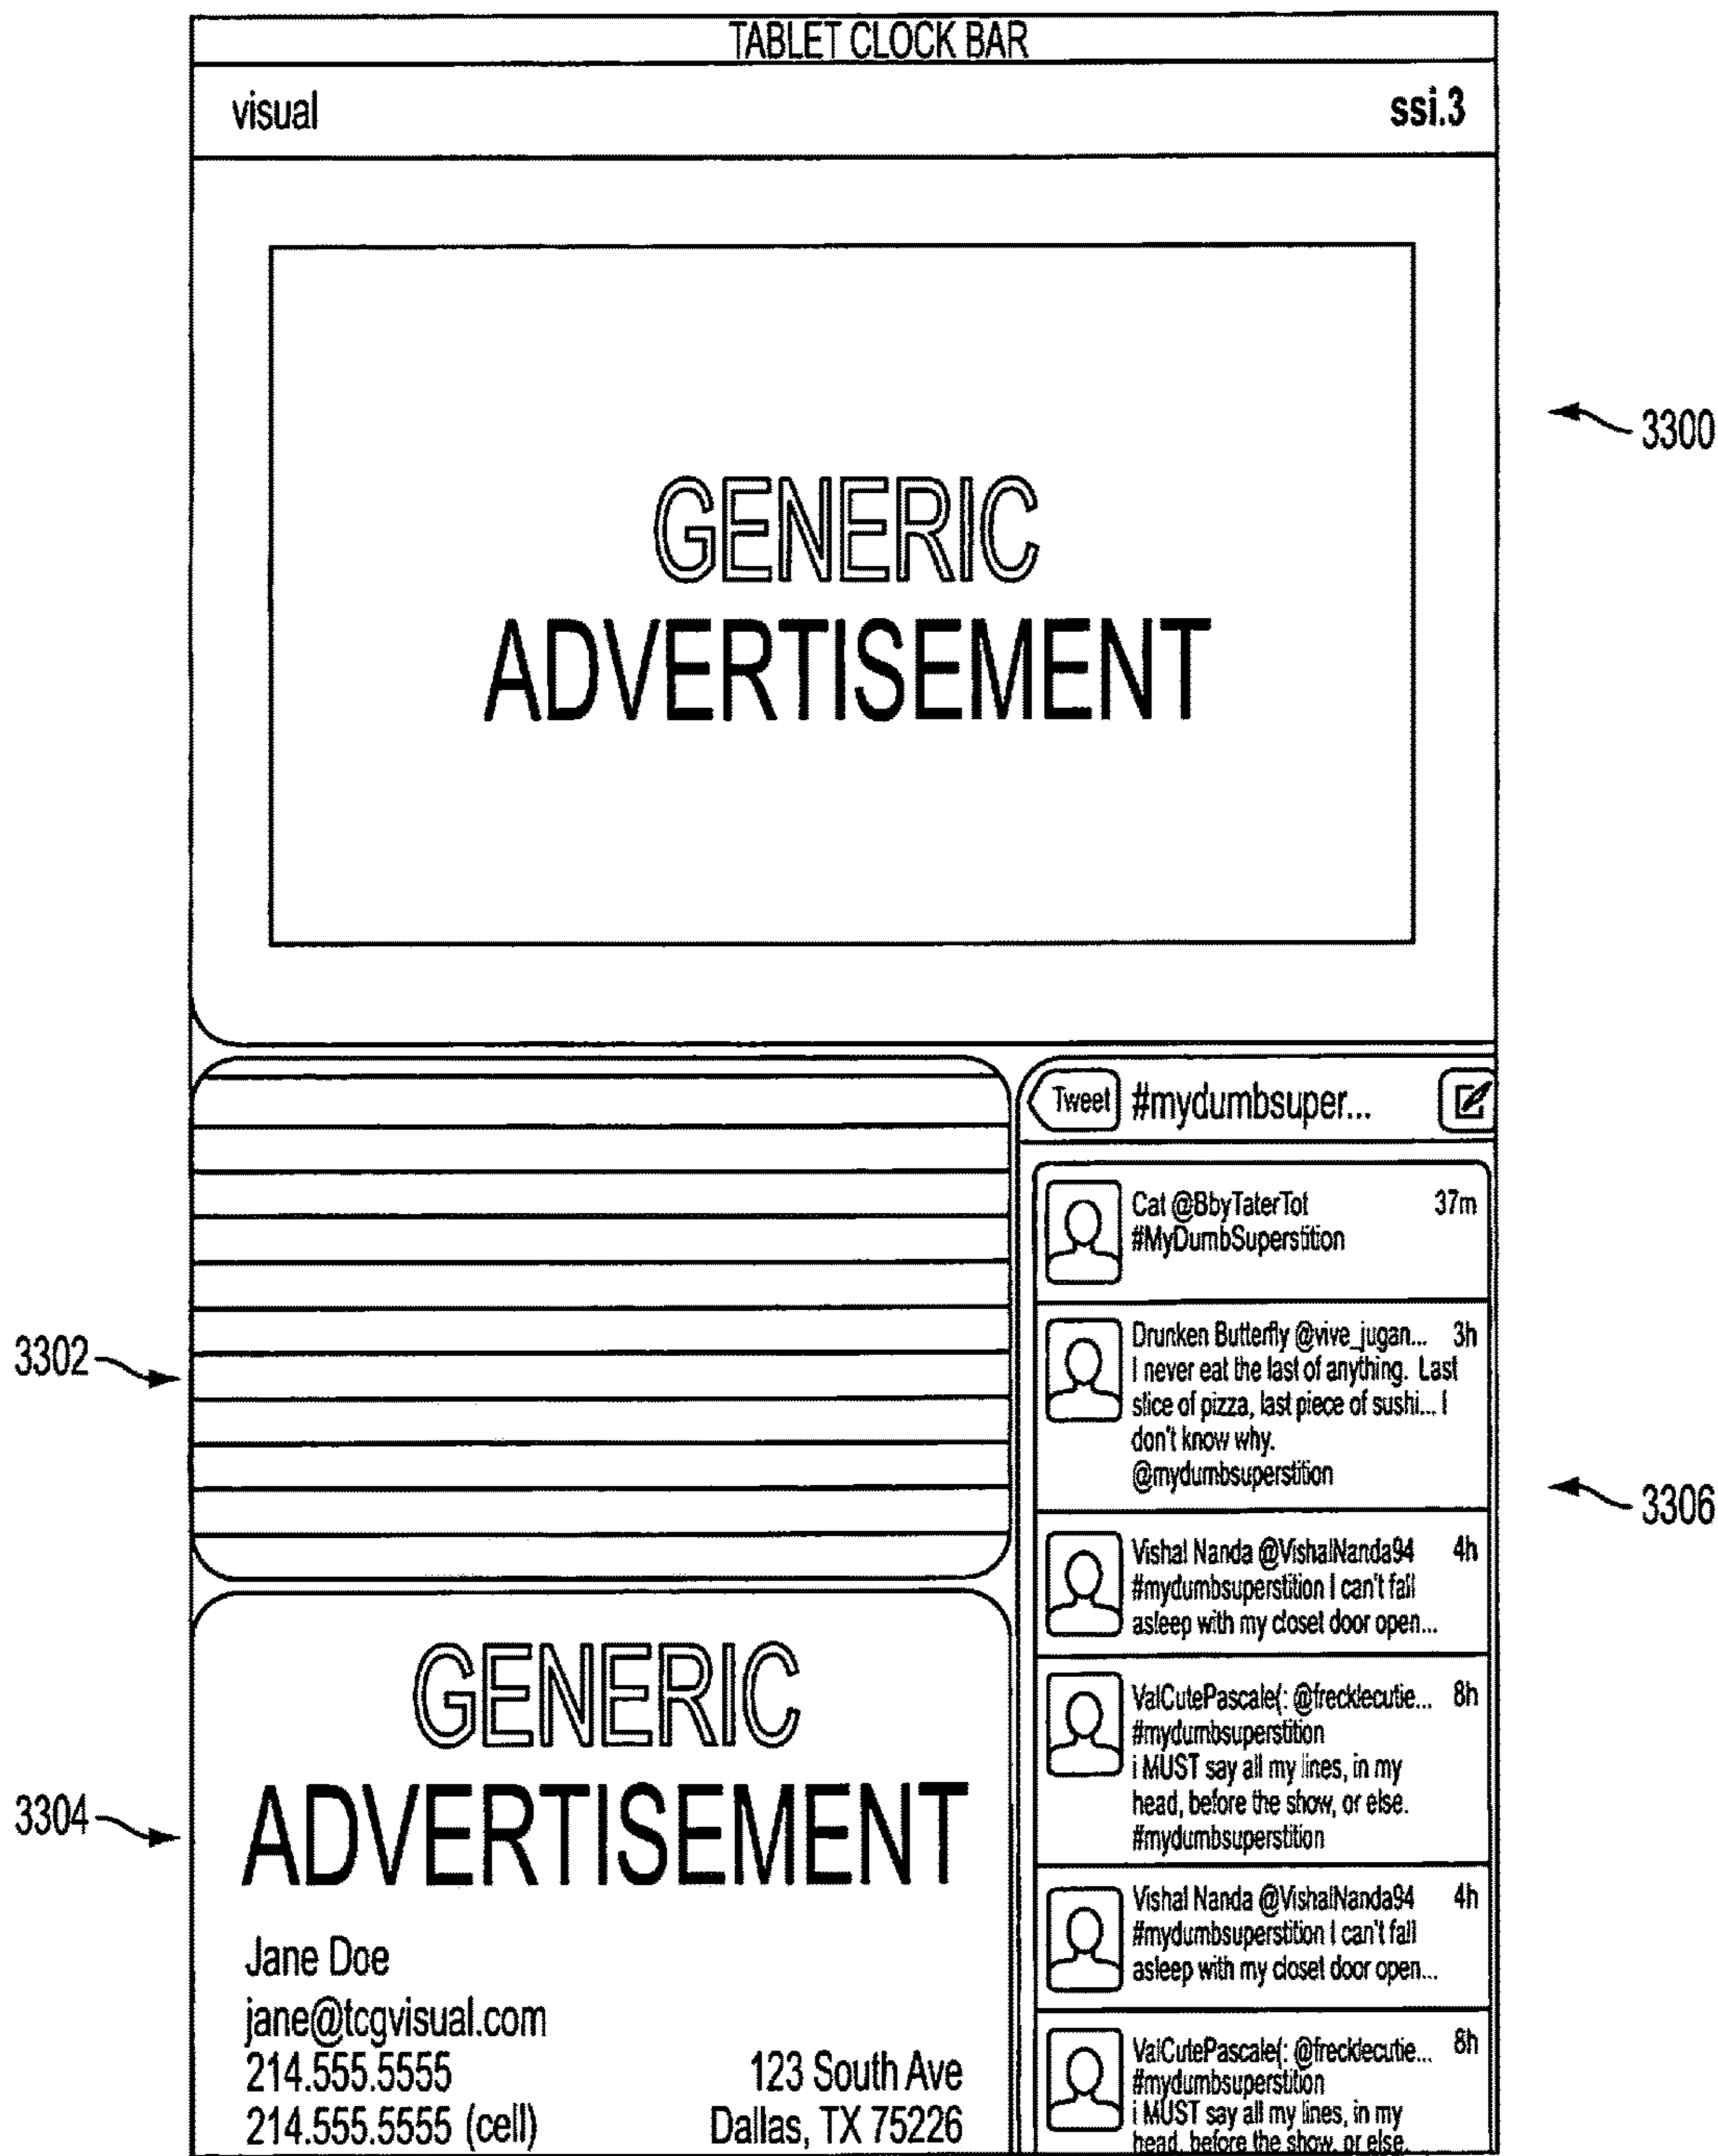 TABLET CLOCK BAR
visual
ssi.3
GENERIC
ADVERTISEMENT
3300
3302
3304
GENERIC
ADVERTISEMENT
Jane Doe
jane@tcgvisual.com
214.555.5555
214.555.5555 (cell)
123 South Ave
Dallas, TX 75226
Tweet
#mydumbsuper...
Cat @BbyTaterTot
37m
#MyDumbSuperstition
Drunken Butterfly @vive_jugan...
3h
I never eat the last of anything. Last
slice of pizza, last piece of sushi... I
don't know why.
@mydumbsuperstition
Vishal Nanda @VishalNanda94
4h
#mydumbsuperstition I can't fall
asleep with my closet door open...
ValCutePascale(: @frecklecutie...
8h
#mydumbsuperstition
i MUST say all my lines, in my
head, before the show, or else.
#mydumbsuperstition
Vishal Nanda @VishalNanda94
4h
#mydumbsuperstition I can't fall
asleep with my closet door open...
ValCutePascale(: @frecklecutie...
8h
#mydumbsuperstition
i MUST say all my lines, in my
head, before the show, or else.
3306